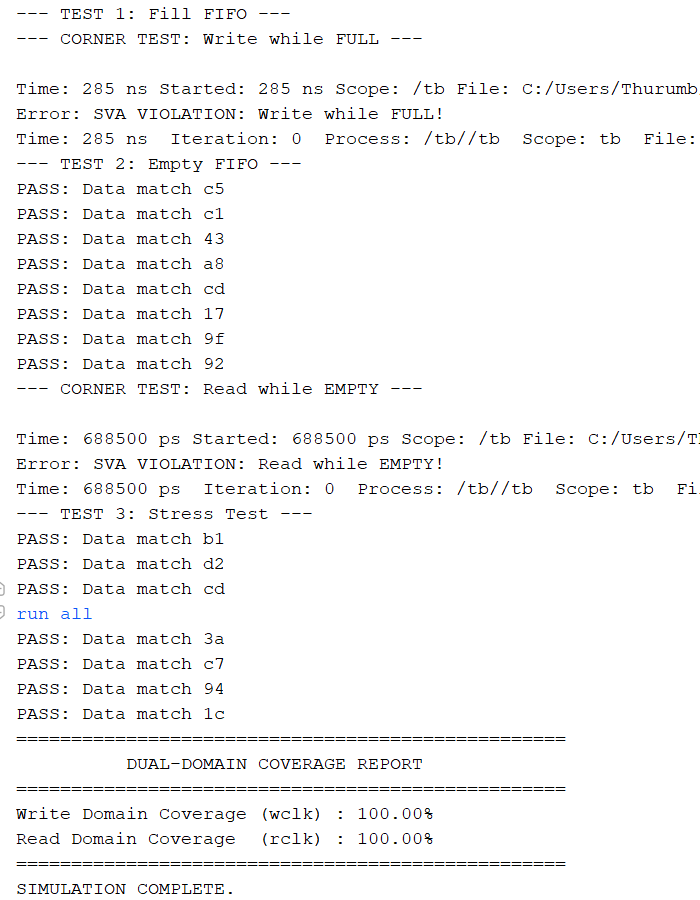 --- TEST 1: Fill FIFO ---
--- CORNER TEST: Write while FULL ---
Time: 285 ns Started: 285 ns Scope: /tb File: C:/Users/Thurumb
Error: SVA VIOLATION: Write while FULL!
Time: 285 ns  Iteration: 0  Process: /tb//tb  Scope: tb  File:
--- TEST 2: Empty FIFO ---
PASS: Data match c5
PASS: Data match c1
PASS: Data match 43
PASS: Data match a8
PASS: Data match cd
PASS: Data match 17
PASS: Data match 9f
PASS: Data match 92
--- CORNER TEST: Read while EMPTY ---
Time: 688500 ps Started: 688500 ps Scope: /tb File: C:/Users/Th
Error: SVA VIOLATION: Read while EMPTY!
Time: 688500 ps  Iteration: 0  Process: /tb//tb  Scope: tb  Fi
--- TEST 3: Stress Test ---
PASS: Data match b1
PASS: Data match d2
PASS: Data match cd
run all
PASS: Data match 3a
PASS: Data match c7
PASS: Data match 94
PASS: Data match 1c
==================================================
DUAL-DOMAIN COVERAGE REPORT
==================================================
Write Domain Coverage (wclk) : 100.00%
Read Domain Coverage  (rclk) : 100.00%
==================================================
SIMULATION COMPLETE.